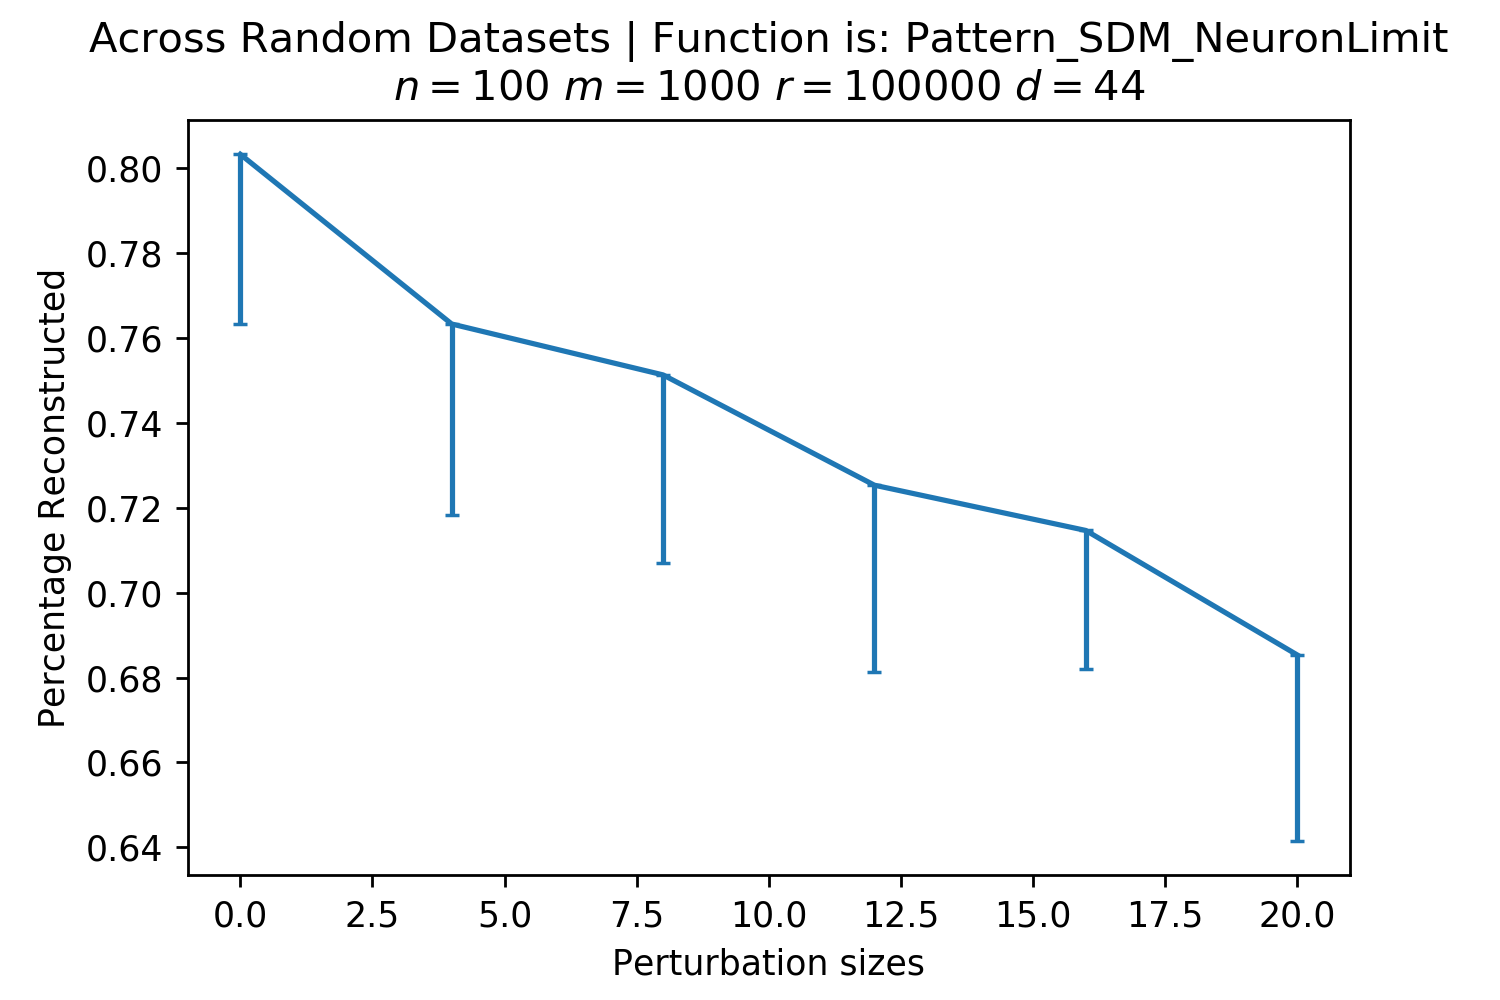 Across Random Datasets | Function is: Pattern_SDM_NeuronLimit
n = 100 m = 1000 r = 100000 d = 44
Percentage Reconstructed
0.80
0.78
0.76
0.74
0.72
0.70
0.68
0.66
0.64
0.0 2.5 5.0 7.5 10.0 12.5 15.0 17.5 20.0
Perturbation sizes